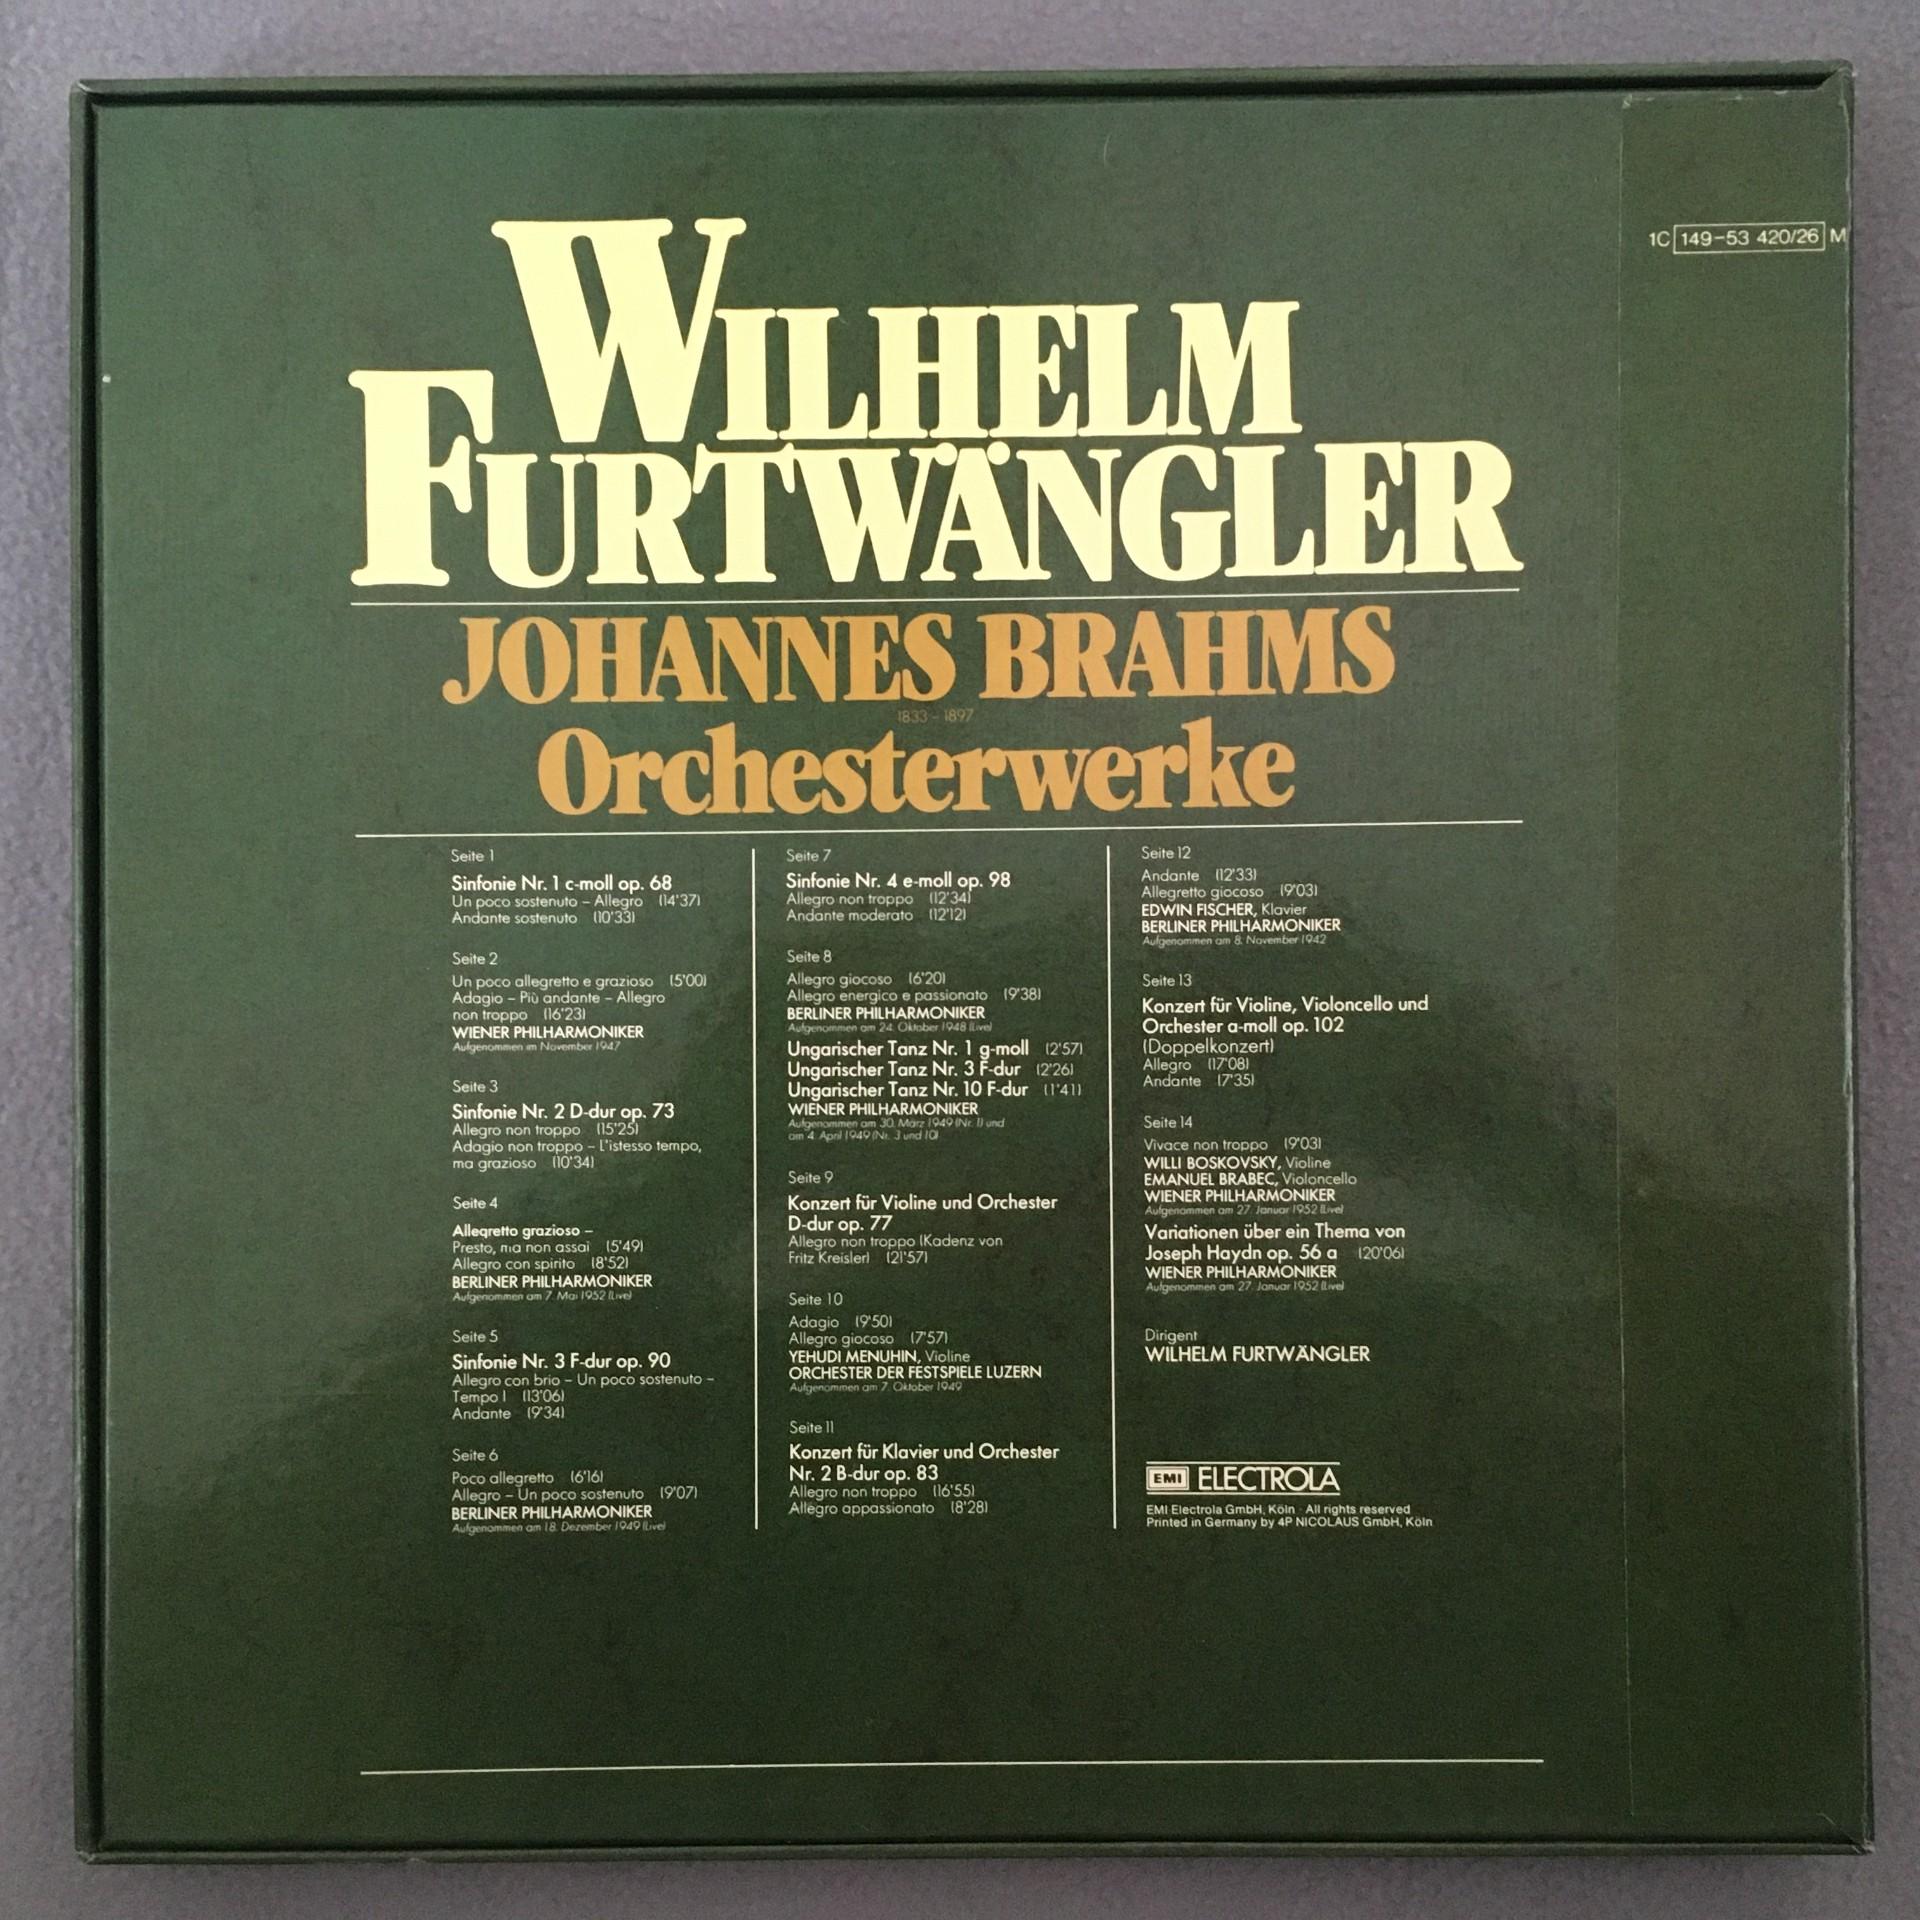 1C 149-53 420/26 M
WILHELM
FURTWÄNGLER
JOHANNES BRAHMS
1833 - 1897
Orchesterwerke
Seite 1
Sinfonie Nr. 1 c-moll op. 68
Un poco sostenuto – Allegro (14'37)
Andante sostenuto (10'33)
Seite 2
Un poco allegretto e grazioso (5'00)
Adagio – Più andante – Allegro
non troppo (16'23)
WIENER PHILHARMONIKER
Aufgenommen im November 1947
Seite 3
Sinfonie Nr. 2 D-dur op. 73
Allegro non troppo (15'25)
Adagio non troppo – L'istesso tempo,
ma grazioso (10'34)
Seite 4
Allegretto grazioso –
Presto, ma non assai (5'49)
Allegro con spirito (8'52)
BERLINER PHILHARMONIKER
Aufgenommen am 7. Mai 1952 (Live)
Seite 5
Sinfonie Nr. 3 F-dur op. 90
Allegro con brio – Un poco sostenuto –
Tempo I (13'06)
Andante (9'34)
Seite 6
Poco allegretto (6'16)
Allegro – Un poco sostenuto (9'07)
BERLINER PHILHARMONIKER
Aufgenommen am 18. Dezember 1949 (Live)
Seite 7
Sinfonie Nr. 4 e-moll op. 98
Allegro non troppo (12'34)
Andante moderato (12'12)
Seite 8
Allegro giocoso (6'20)
Allegro energico e passionato (9'38)
BERLINER PHILHARMONIKER
Aufgenommen am 24. Oktober 1948 (Live)
Ungarischer Tanz Nr. 1 g-moll (2'57)
Ungarischer Tanz Nr. 3 F-dur (2'26)
Ungarischer Tanz Nr. 10 F-dur (1'41)
WIENER PHILHARMONIKER
Aufgenommen am 30. März 1949 (Nr. 1) und
am 4. April 1949 (Nr. 3 und 10)
Seite 9
Konzert für Violine und Orchester
D-dur op. 77
Allegro non troppo (Kadenz von
Fritz Kreisler) (21'57)
Seite 10
Adagio (9'50)
Allegro giocoso (7'57)
YEHUDI MENUHIN, Violine
ORCHESTER DER FESTSPIELE LUZERN
Aufgenommen am 7. Oktober 1949
Seite 11
Konzert für Klavier und Orchester
Nr. 2 B-dur op. 83
Allegro non troppo (16'55)
Allegro appassionato (8'28)
Seite 12
Andante (12'33)
Allegretto giocoso (9'03)
EDWIN FISCHER, Klavier
BERLINER PHILHARMONIKER
Aufgenommen am 8. November 1942
Seite 13
Konzert für Violine, Violoncello und
Orchester a-moll op. 102
(Doppelkonzert)
Allegro (17'08)
Andante (7'35)
Seite 14
Vivace non troppo (9'03)
WILLI BOSKOVSKY, Violine
EMANUEL BRABEC, Violoncello
WIENER PHILHARMONIKER
Aufgenommen am 27. Januar 1952 (Live)
Variationen über ein Thema von
Joseph Haydn op. 56 a (20'06)
WIENER PHILHARMONIKER
Aufgenommen am 27. Januar 1952 (Live)
Dirigent
WILHELM FURTWÄNGLER
EMI ELECTROLA
EMI Electrola GmbH, Köln · All rights reserved
Printed in Germany by 4P NICOLAUS GmbH, Köln